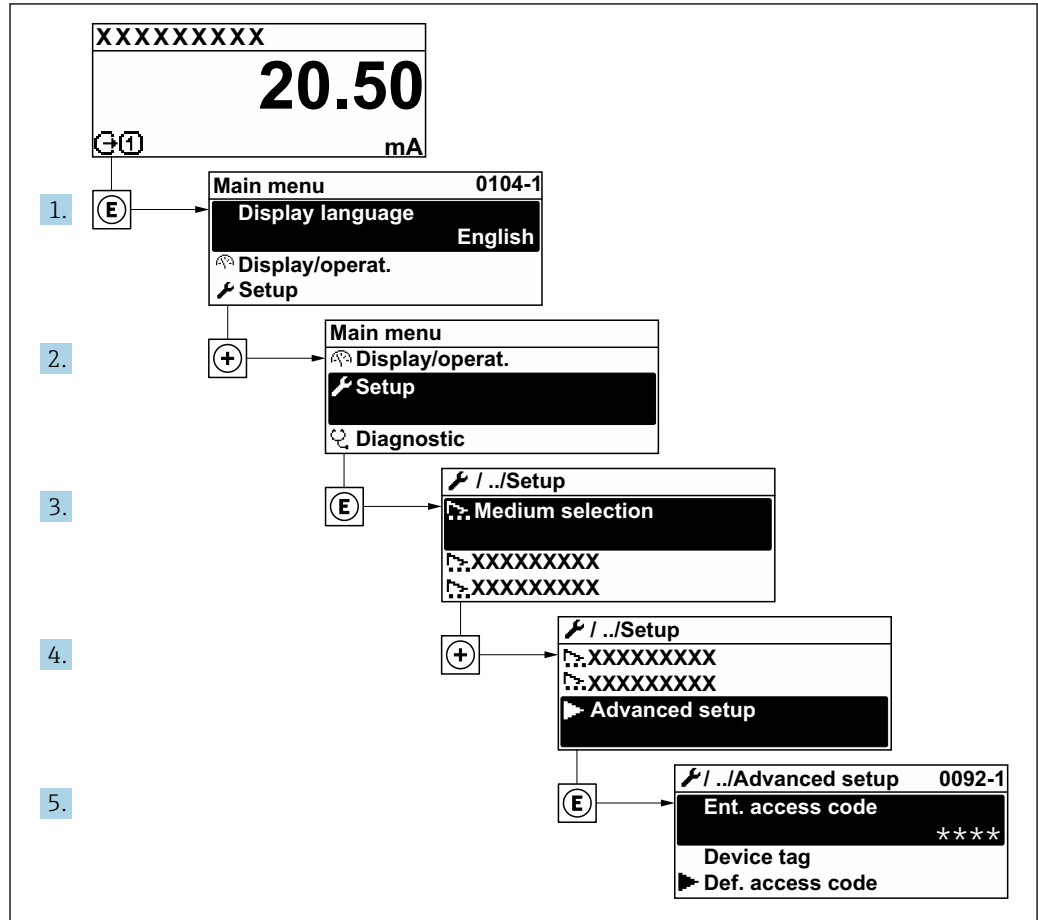 XXXXXXXXX
20.50
mA
1. E
Main menu 0104-1
Display language
English
Display/operat.
Setup
2. +
Main menu
Display/operat.
Setup
Diagnostic
3. E
/ ../Setup
Medium selection
XXXXXXXXX
XXXXXXXXX
4. +
/ ../Setup
XXXXXXXXX
XXXXXXXXX
Advanced setup
5. E
/ ../Advanced setup 0092-1
Ent. access code
****
Device tag
Def. access code